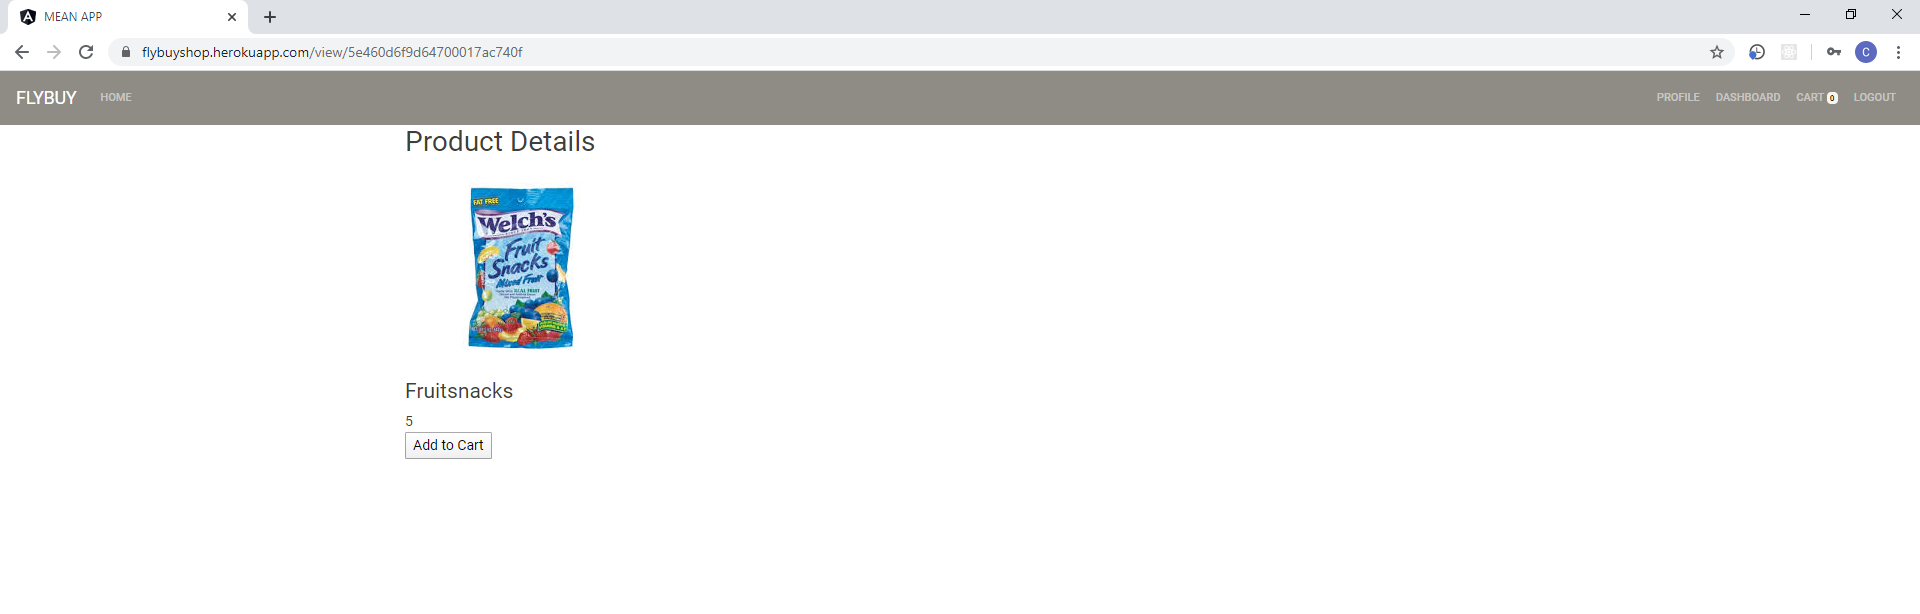 MEAN APP
flybuyshop.herokuapp.com/view/5e460d6f9d64700017ac740f
C
FLYBUY HOME PROFILE DASHBOARD CART 0 LOGOUT
Product Details
FAT FREE
Welch's
Fruit
Snacks
Mixed Fruit
REAL FRUIT
Fruitsnacks
5
Add to Cart